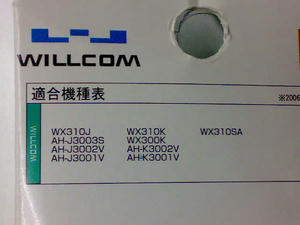 WILLCOM
適合機種表
※2006
WILLCOM
WX310J WX310K WX310SA
AH-J3003S WX300K
AH-J3002V AH-K3002V
AH-J3001V AH-K3001V